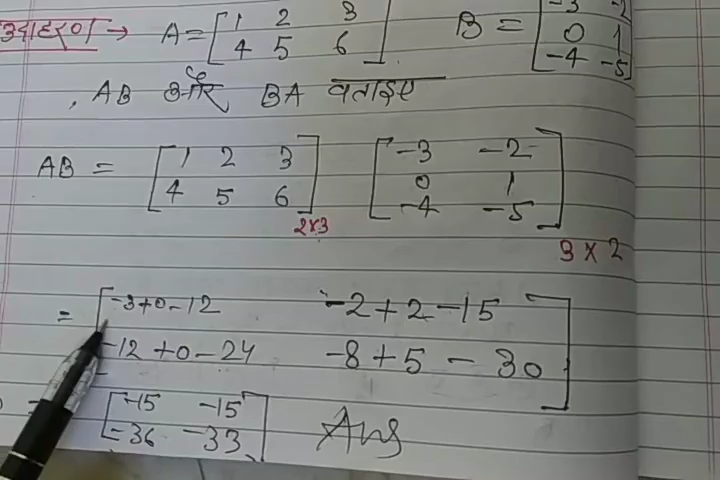 उदाहरण → A = [ 1 2 3 B = [ -3 -2
4 5 6 ] 0 1
-4 -5 ]
, AB और BA बताइए
AB = [ 1 2 3 ] [ -3 -2 ]
4 5 6 0 1
2×3 -4 -5
3 × 2
= [ -3+0-12 -2+2-15 ]
-12+0-24 -8+5-30
= [ -15 -15 ] Ans
-36 -33